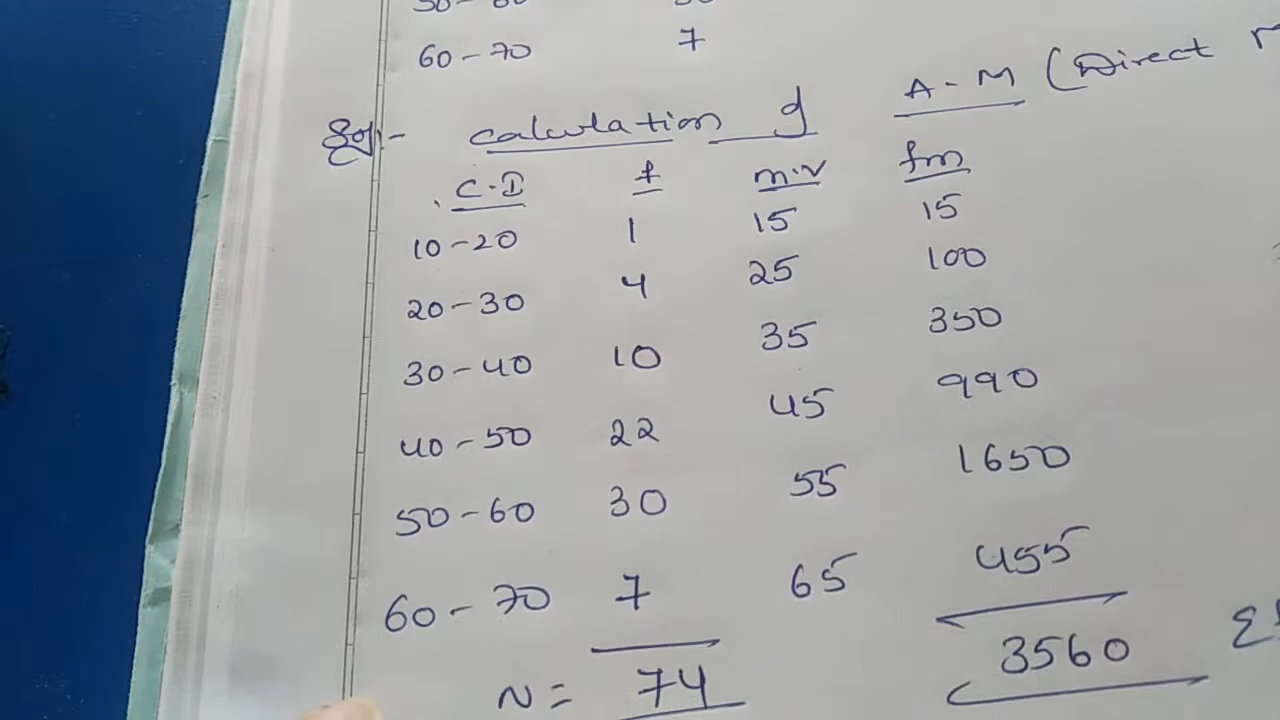 60-70 7
Sol:- calculation of A-M (Direct
C.I f m.v fm
10-20 1 15 15
20-30 4 25 100
30-40 10 35 350
40-50 22 45 990
50-60 30 55 1650
60-70 7 65 455
N = 74 3560